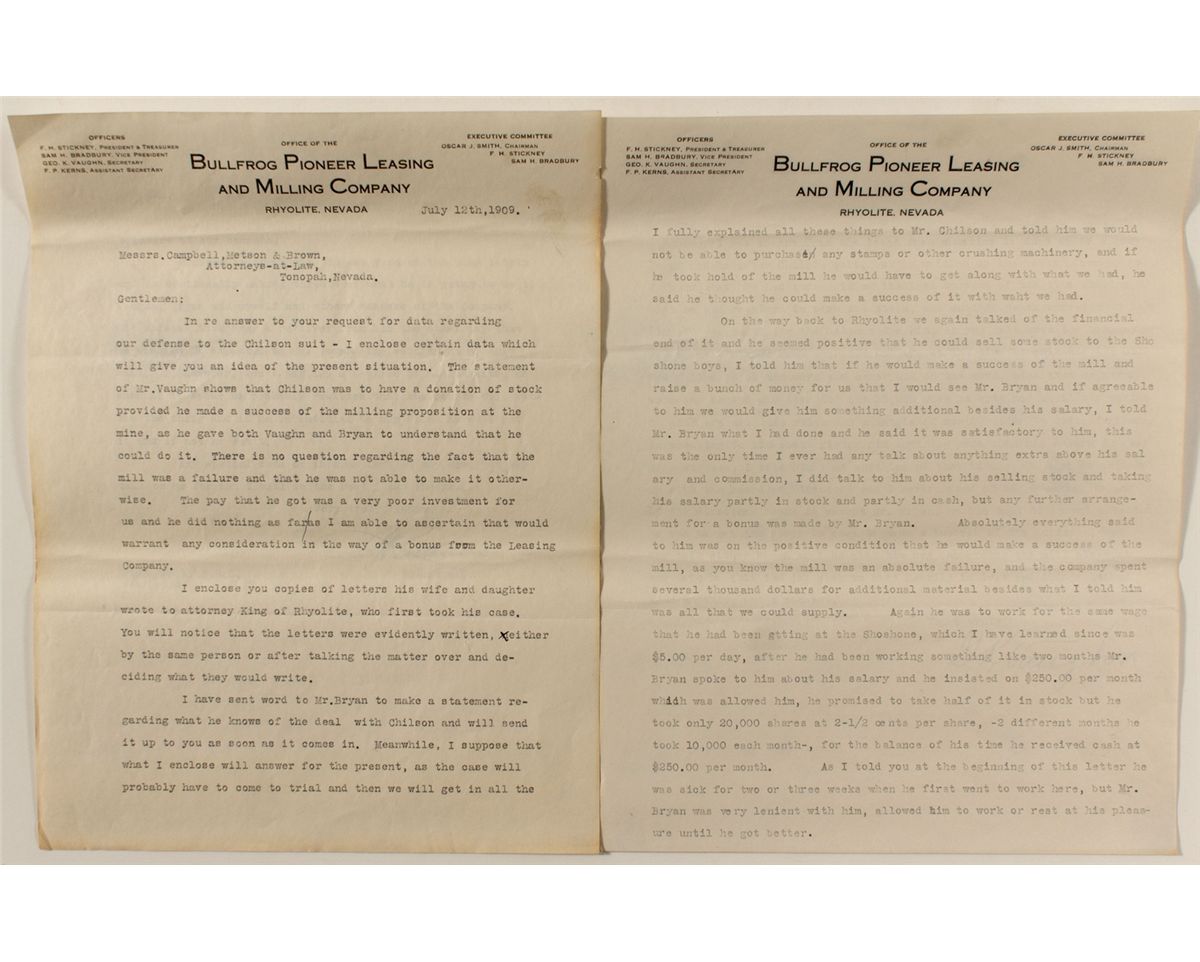 OFFICERS
F. H. STICKNEY, PRESIDENT & TREASURER
SAM H. BRADBURY, VICE PRESIDENT
GEO. K. VAUGHN, SECRETARY
F. P. KERNS, ASSISTANT SECRETARY
OFFICE OF THE
BULLFROG PIONEER LEASING
AND MILLING COMPANY
RHYOLITE, NEVADA
EXECUTIVE COMMITTEE
OSCAR J. SMITH, CHAIRMAN
F. H. STICKNEY
SAM H. BRADBURY
July 12th,1909.
Messrs.Campbell,Metson & Brown,
Attorneys-at-Law,
Tonopah,Nevada.
Gentlemen;
In re answer to your request for data regarding
our defense to the Chilson suit - I enclose certain data which
will give you an idea of the present situation. The statement
of Mr.Vaughn shows that Chilson was to have a donation of stock
provided he made a success of the milling proposition at the
mine, as he gave both Vaughn and Bryan to understand that he
could do it. There is no question regarding the fact that the
mill was a failure and that he was not able to make it other-
wise. The pay that he got was a very poor investment for
us and he did nothing as far/as I am able to ascertain that would
warrant any consideration in the way of a bonus from the Leasing
Company.
I enclose you copies of letters his wife and daughter
wrote to attorney King of Rhyolite, who first took his case.
You will notice that the letters were evidently written, either
by the same person or after talking the matter over and de-
ciding what they would write.
I have sent word to Mr.Bryan to make a statement re-
garding what he knows of the deal with Chilson and will send
it up to you as soon as it comes in. Meanwhile, I suppose that
what I enclose will answer for the present, as the case will
probably have to come to trial and then we will get in all the
OFFICERS
F. H. STICKNEY, PRESIDENT & TREASURER
SAM H. BRADBURY, VICE PRESIDENT
GEO. K. VAUGHN, SECRETARY
F. P. KERNS, ASSISTANT SECRETARY
OFFICE OF THE
BULLFROG PIONEER LEASING
AND MILLING COMPANY
RHYOLITE, NEVADA
EXECUTIVE COMMITTEE
OSCAR J. SMITH, CHAIRMAN
F. H. STICKNEY
SAM H. BRADBURY
I fully explained all these things to Mr. Chilson and told him we would
not be able to purchase any stamps or other crushing machinery, and if
he took hold of the mill he would have to get along with what we had, he
said he thought he could make a success of it with waht we had.
On the way back to Rhyolite we again talked of the financial
end of it and he seemed positive that he could sell some stock to the Sho
shone boys, I told him that if he would make a success of the mill and
raise a bunch of money for us that I would see Mr. Bryan and if agreeable
to him we would give him something additional besides his salary, I told
Mr. Bryan what I had done and he said it was satisfactory to him, this
was the only time I ever had any talk about anything extra above his sal
ary and commission, I did talk to him about his selling stock and taking
his salary partly in stock and partly in cash, but any further arrange-
ment for a bonus was made by Mr. Bryan. Absolutely everything said
to him was on the positive condition that he would make a success of the
mill, as you know the mill was an absolute failure, and the company spent
several thousand dollars for additional material besides what I told him
was all that we could supply. Again he was to work for the same wage
that he had been gtting at the Shoshone, which I have learned since was
$5.00 per day, after he had been working something like two months Mr.
Bryan spoke to him about his salary and he insisted on $250.00 per month
which was allowed him, he promised to take half of it in stock but he
took only 20,000 shares at 2-1/2 cents per share, -2 different months he
took 10,000 each month-, for the balance of his time he received cash at
$250.00 per month. As I told you at the beginning of this letter he
was sick for two or three weeks when he first went to work here, but Mr.
Bryan was very lenient with him, allowed him to work or rest at his pleas-
ure until he got better.